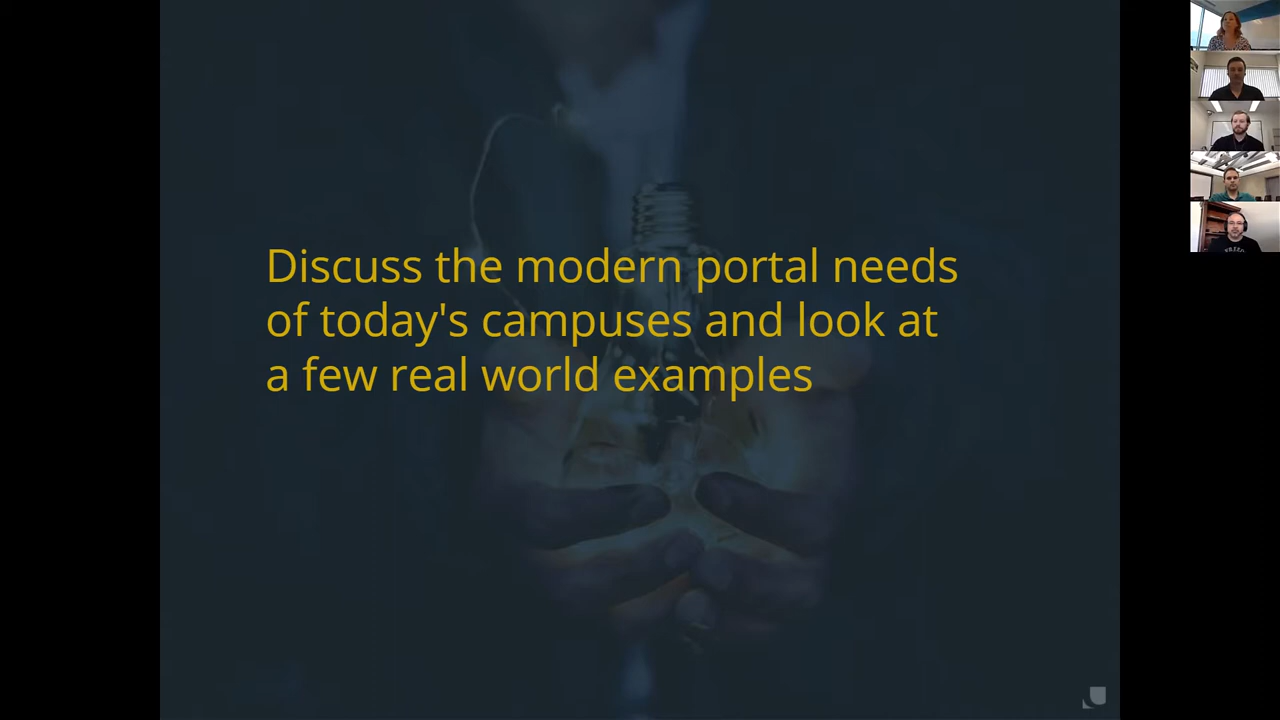 Discuss the modern portal needs
of today's campuses and look at
a few real world examples